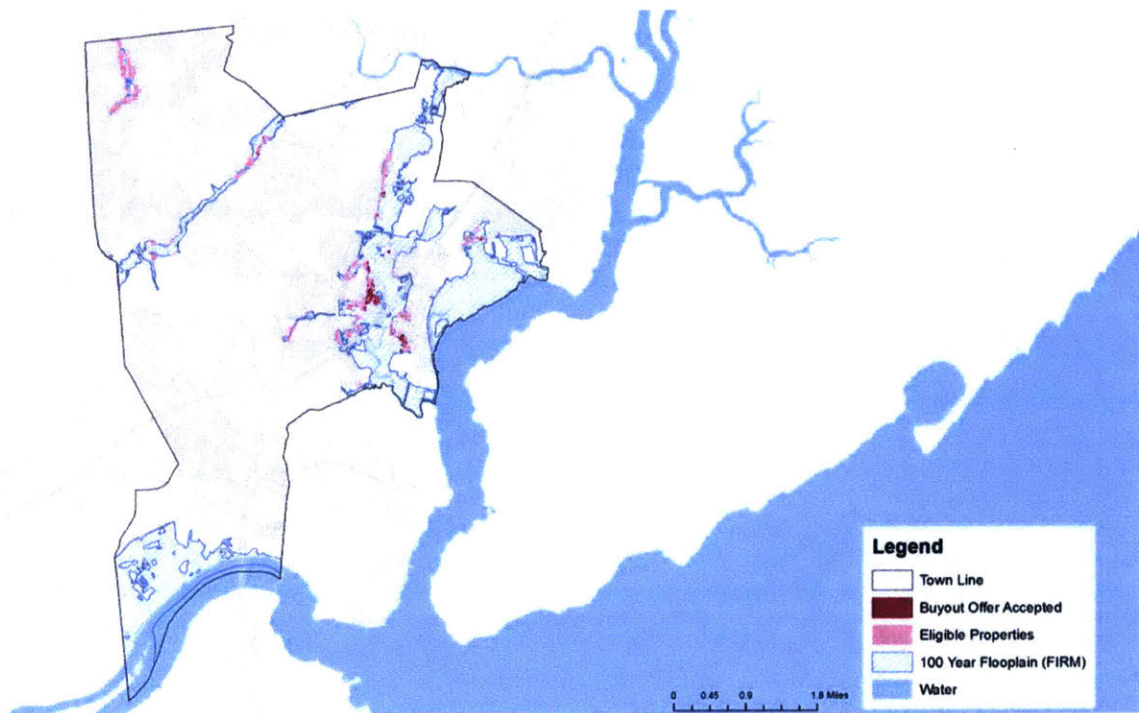 Legend
Town Line
Buyout Offer Accepted
Eligible Properties
100 Year Flooplain (FIRM)
Water
0 0.45 0.9 1.8 Miles